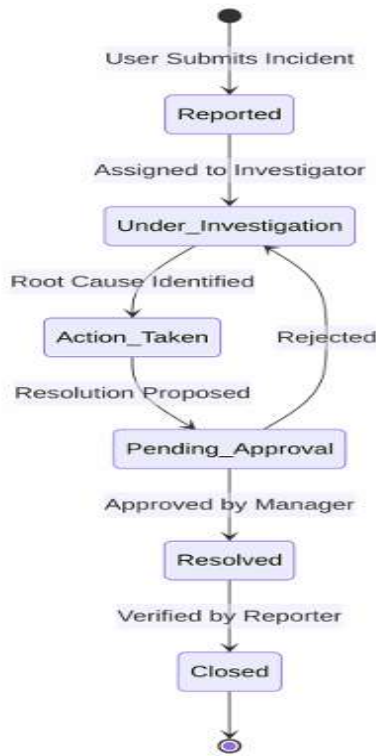 User Submits Incident
Reported
Assigned to Investigator
Under_Investigation
Root Cause Identified
Action_Taken
Rejected
Resolution Proposed
Pending_Approval
Approved by Manager
Resolved
Verified by Reporter
Closed